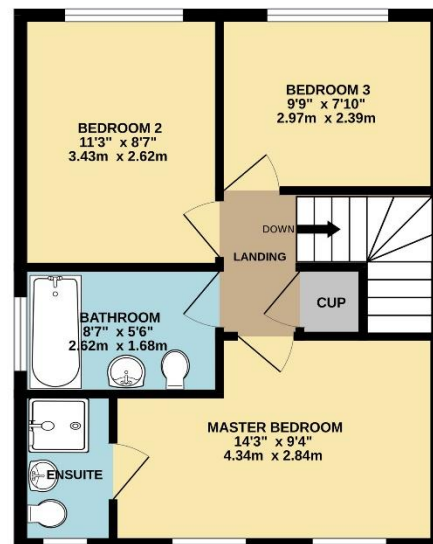 BEDROOM 2
11'3" x 8'7"
3.43m x 2.62m
BEDROOM 3
9'9" x 7'10"
2.97m x 2.39m
DOWN
LANDING
CUP
BATHROOM
8'7" x 5'6"
2.62m x 1.68m
MASTER BEDROOM
14'3" x 9'4"
4.34m x 2.84m
ENSUITE